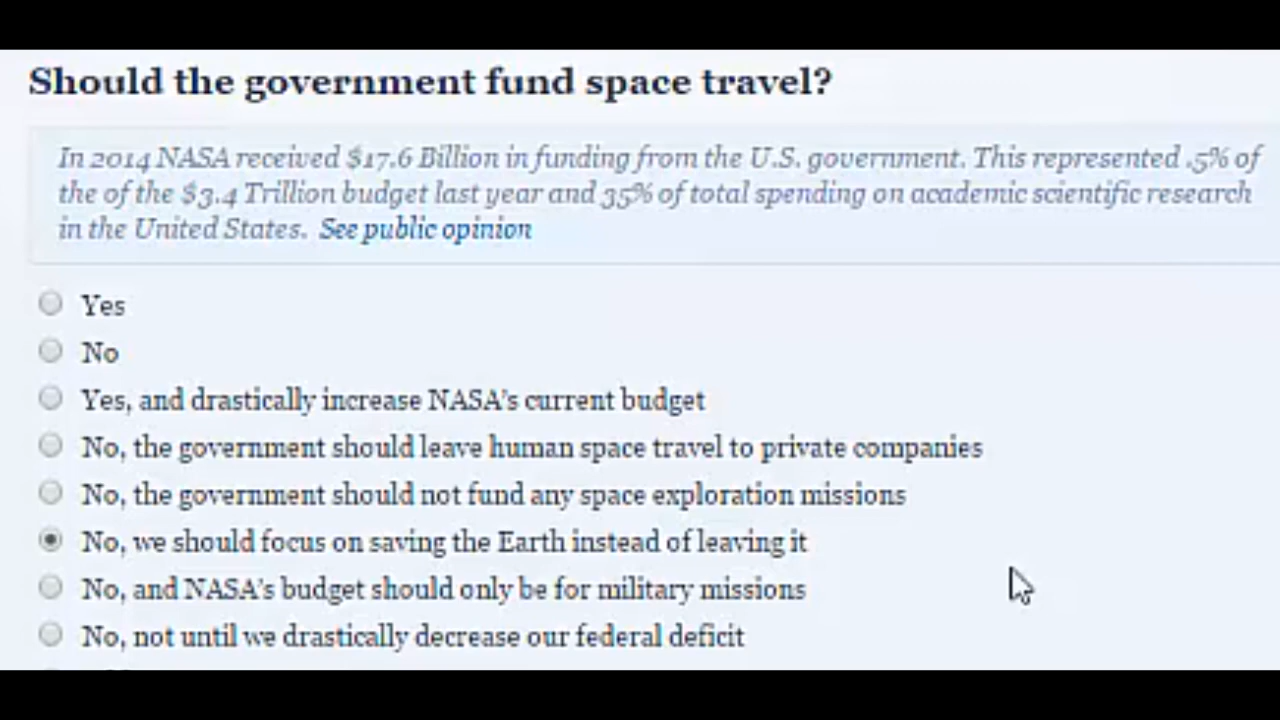 Should the government fund space travel?
In 2014 NASA received $17.6 Billion in funding from the U.S. government. This represented .5% of
the of the $3.4 Trillion budget last year and 35% of total spending on academic scientific research
in the United States. See public opinion
Yes
No
Yes, and drastically increase NASA's current budget
No, the government should leave human space travel to private companies
No, the government should not fund any space exploration missions
No, we should focus on saving the Earth instead of leaving it
No, and NASA's budget should only be for military missions
No, not until we drastically decrease our federal deficit